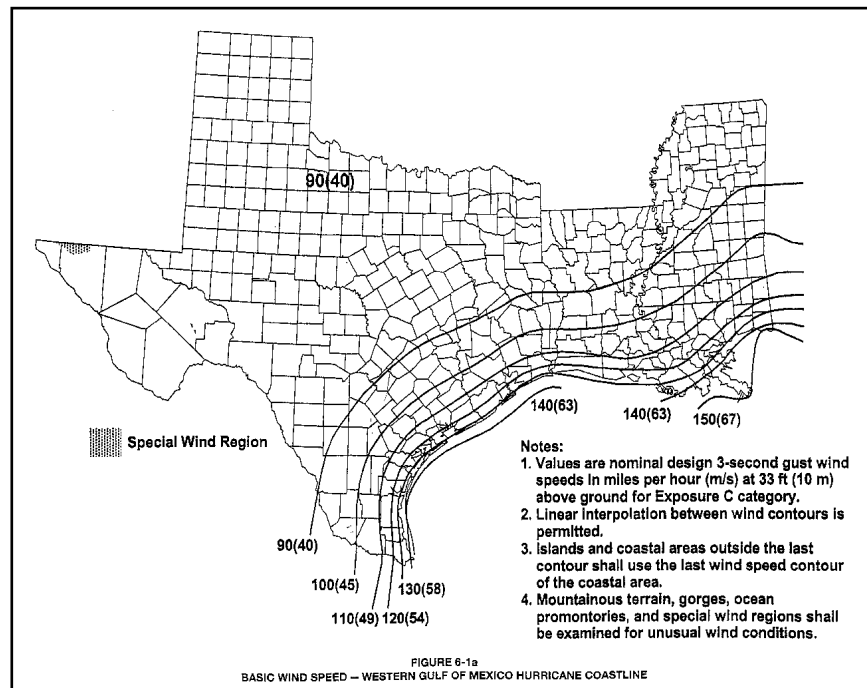 90(40)
140(63)
140(63)
150(67)
Special Wind Region
90(40)
100(45)
110(49)
120(54)
130(58)
Notes:
1. Values are nominal design 3-second gust wind
speeds in miles per hour (m/s) at 33 ft (10 m)
above ground for Exposure C category.
2. Linear interpolation between wind contours is
permitted.
3. Islands and coastal areas outside the last
contour shall use the last wind speed contour
of the coastal area.
4. Mountainous terrain, gorges, ocean
promontories, and special wind regions shall
be examined for unusual wind conditions.
FIGURE 6-1a
BASIC WIND SPEED – WESTERN GULF OF MEXICO HURRICANE COASTLINE